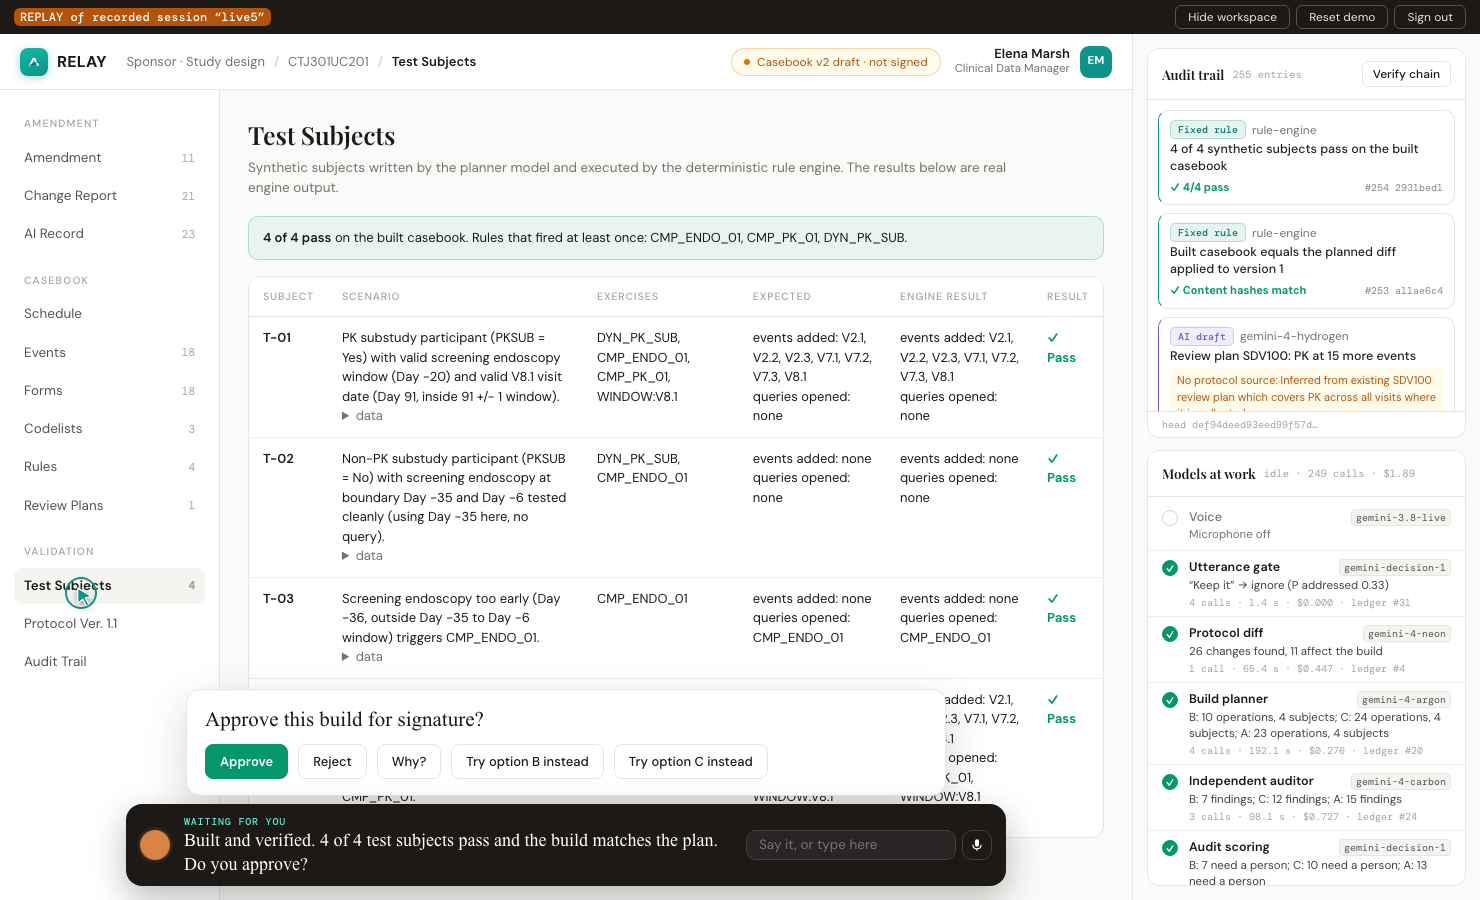 REPLAY of recorded session “live5”
Hide workspace
Reset demo
Sign out
RELAY
Sponsor · Study design / CTJ301UC201 / Test Subjects
Casebook v2 draft · not signed
Elena Marsh
Clinical Data Manager
EM
AMENDMENT
Amendment 11
Change Report 21
AI Record 23
CASEBOOK
Schedule
Events 18
Forms 18
Codelists 3
Rules 4
Review Plans 1
VALIDATION
Test Subjects 4
Protocol Ver. 1.1
Audit Trail
Test Subjects
Synthetic subjects written by the planner model and executed by the deterministic rule engine. The results below are real
engine output.
4 of 4 pass on the built casebook. Rules that fired at least once: CMP_ENDO_01, CMP_PK_01, DYN_PK_SUB.
SUBJECT SCENARIO EXERCISES EXPECTED ENGINE RESULT RESULT
T-01
PK substudy participant (PKSUB =
Yes) with valid screening endoscopy
window (Day -20) and valid V8.1 visit
date (Day 91, inside 91 +/- 1 window).
data
DYN_PK_SUB,
CMP_ENDO_01,
CMP_PK_01,
WINDOW:V8.1
events added: V2.1,
V2.2, V2.3, V7.1, V7.2,
V7.3, V8.1
queries opened:
none
events added: V2.1,
V2.2, V2.3, V7.1, V7.2,
V7.3, V8.1
queries opened:
none
✓
Pass
T-02
Non-PK substudy participant (PKSUB
= No) with screening endoscopy at
boundary Day -35 and Day -6 tested
cleanly (using Day -35 here, no
query).
data
DYN_PK_SUB,
CMP_ENDO_01
events added: none
queries opened:
none
events added: none
queries opened:
none
✓
Pass
T-03
Screening endoscopy too early (Day
-36, outside Day -35 to Day -6
window) triggers CMP_ENDO_01.
data
CMP_ENDO_01
events added: none
queries opened:
CMP_ENDO_01
events added: none
queries opened:
CMP_ENDO_01
✓
Pass
CMP_PK_01.
WINDOW:V8.1
added: V2.1,
2.3, V7.1, V7.2,
8.1
opened:
K_01,
WINDOW:V8.1
✓
Pass
Approve this build for signature?
Approve
Reject
Why?
Try option B instead
Try option C instead
WAITING FOR YOU
Built and verified. 4 of 4 test subjects pass and the build matches the plan.
Do you approve?
Say it, or type here
Audit trail 255 entries
Verify chain
Fixed rule rule-engine
4 of 4 synthetic subjects pass on the built
casebook
✓ 4/4 pass #254 2931bed1
Fixed rule rule-engine
Built casebook equals the planned diff
applied to version 1
✓ Content hashes match #253 a11ae6c4
AI draft gemini-4-hydrogen
Review plan SDV100: PK at 15 more events
No protocol source: Inferred from existing SDV100
review plan which covers PK across all visits where
head def94deed93eed99f57d…
Models at work idle · 249 calls · $1.89
Voice gemini-3.8-live
Microphone off
Utterance gate gemini-decision-1
“Keep it” → ignore (P addressed 0.33)
4 calls · 1.4 s · $0.000 · ledger #31
Protocol diff gemini-4-neon
26 changes found, 11 affect the build
1 call · 65.4 s · $0.447 · ledger #4
Build planner gemini-4-argon
B: 10 operations, 4 subjects; C: 24 operations, 4
subjects; A: 23 operations, 4 subjects
4 calls · 192.1 s · $0.276 · ledger #20
Independent auditor gemini-4-carbon
B: 7 findings; C: 12 findings; A: 15 findings
3 calls · 98.1 s · $0.727 · ledger #24
Audit scoring gemini-decision-1
B: 7 need a person; C: 10 need a person; A: 13
need a person